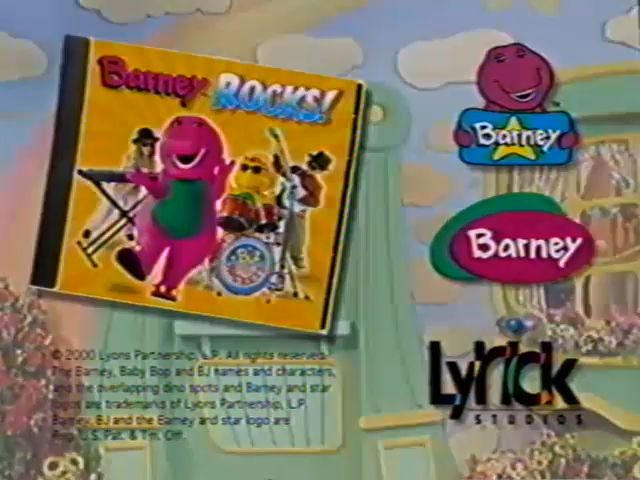 Barney ROCKS!
Barney
Barney
BJ
© 2000 Lyons Partnership, L.P. All rights reserved.
The Barney, Baby Bop and BJ names and characters,
and the overlapping dino spots and Barney and star
logos are trademarks of Lyons Partnership, L.P.
Barney, BJ and the Barney and star logo are
Reg. U.S. Pat. & Tm. Off.
Lyrick
STUDIOS